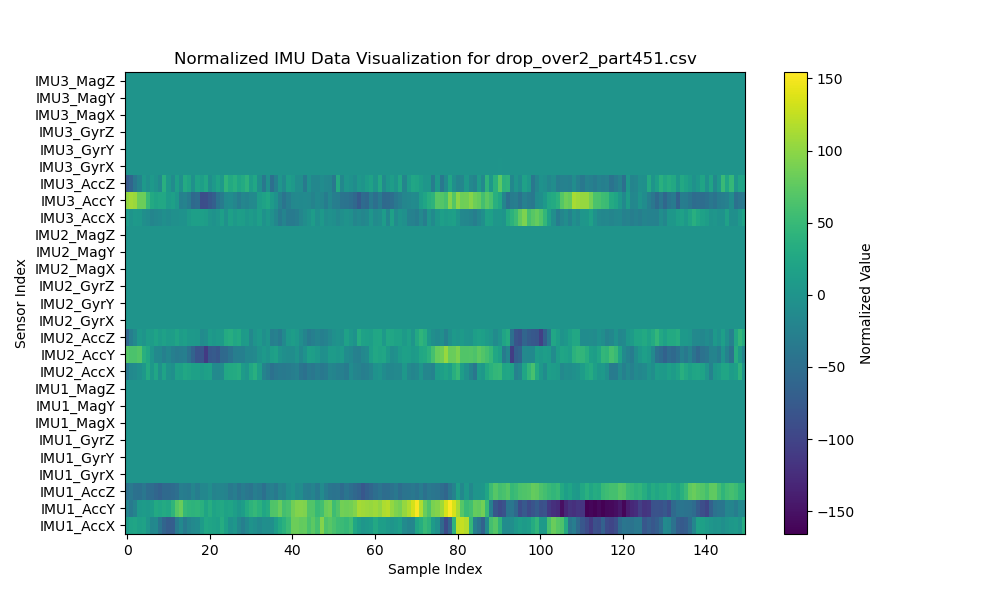 Normalized IMU Data Visualization for drop_over2_part451.csv
IMU3_MagZ
IMU3_MagY
IMU3_MagX
IMU3_GyrZ
IMU3_GyrY
IMU3_GyrX
IMU3_AccZ
IMU3_AccY
IMU3_AccX
IMU2_MagZ
IMU2_MagY
IMU2_MagX
IMU2_GyrZ
IMU2_GyrY
IMU2_GyrX
IMU2_AccZ
IMU2_AccY
IMU2_AccX
IMU1_MagZ
IMU1_MagY
IMU1_MagX
IMU1_GyrZ
IMU1_GyrY
IMU1_GyrX
IMU1_AccZ
IMU1_AccY
IMU1_AccX
Sensor Index
0 20 40 60 80 100 120 140
Sample Index
150
100
50
0
−50
−100
−150
Normalized Value